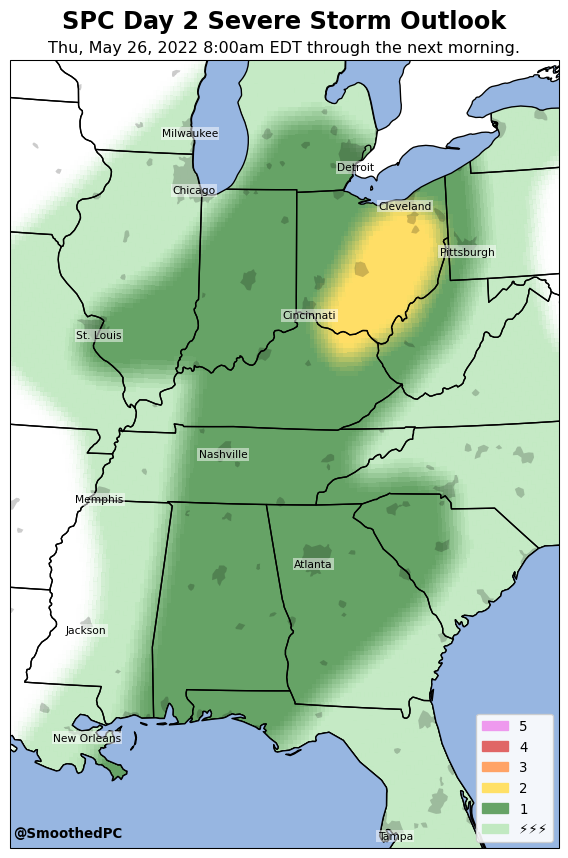 SPC Day 2 Severe Storm Outlook
Thu, May 26, 2022 8:00am EDT through the next morning.
Milwaukee
Detroit
Chicago
Cleveland
Pittsburgh
Cincinnati
St. Louis
Nashville
Memphis
Atlanta
Jackson
New Orleans
Tampa
5
4
3
2
1
⚡⚡⚡
@SmoothedPC